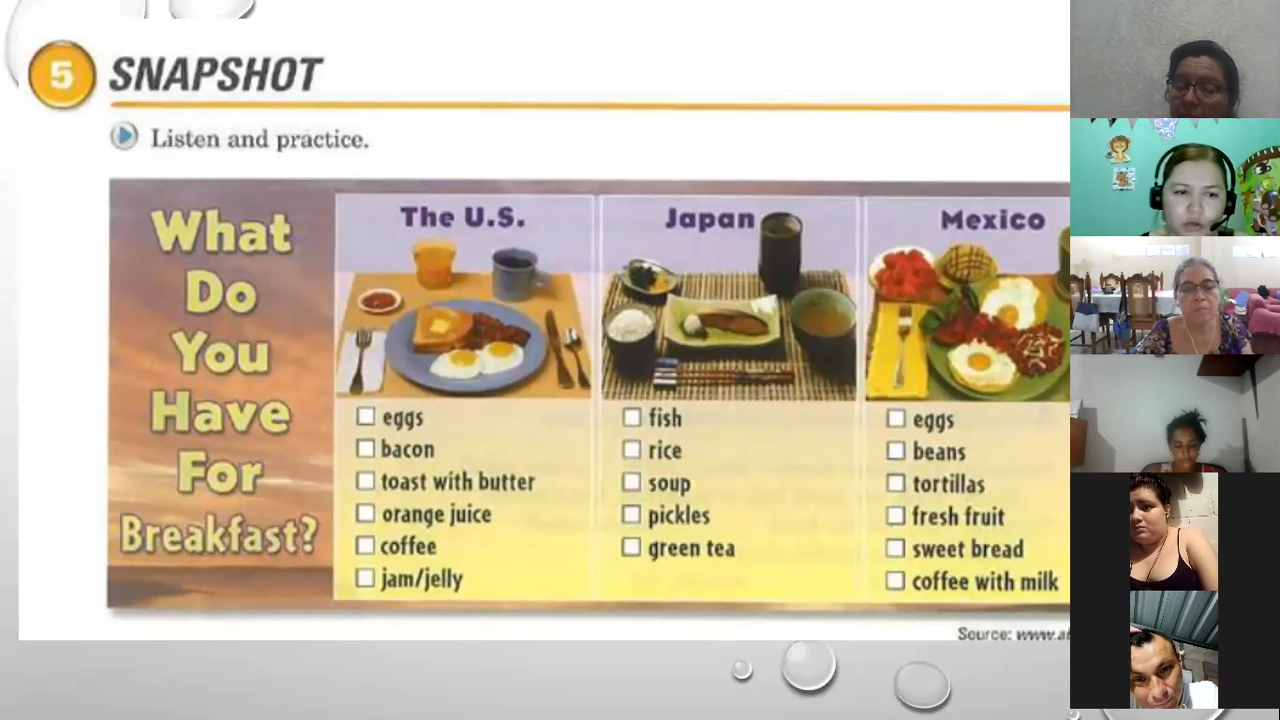 5 SNAPSHOT
Listen and practice.
What
Do
You
Have
For
Breakfast?
The U.S.
eggs
bacon
toast with butter
orange juice
coffee
jam/jelly
Japan
fish
rice
soup
pickles
green tea
Mexico
eggs
beans
tortillas
fresh fruit
sweet bread
coffee with milk
Source: www.a